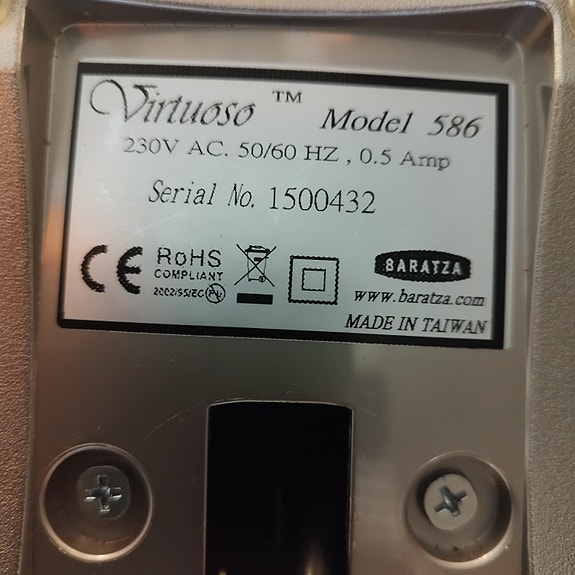 Virtuoso ™ Model 586
230V AC. 50/60 HZ , 0.5 Amp
Serial No. 1500432
CE
RoHS
COMPLIANT
2002/95/EC Pb
BARATZA
www.baratza.com
MADE IN TAIWAN